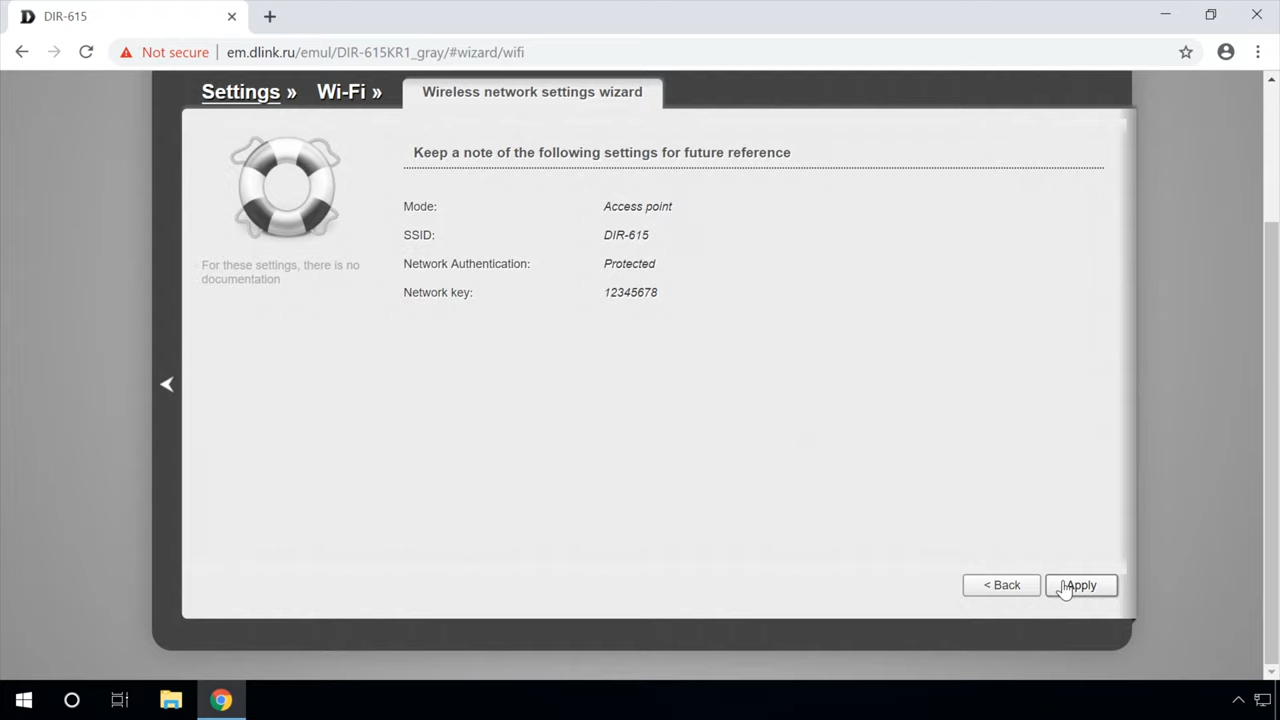 DIR-615
Not secure
em.dlink.ru/emul/DIR-615KR1_gray/#wizard/wifi
Settings » Wi-Fi » Wireless network settings wizard
Keep a note of the following settings for future reference
Mode: Access point
SSID: DIR-615
Network Authentication: Protected
Network key: 12345678
For these settings, there is no
documentation
< Back Apply